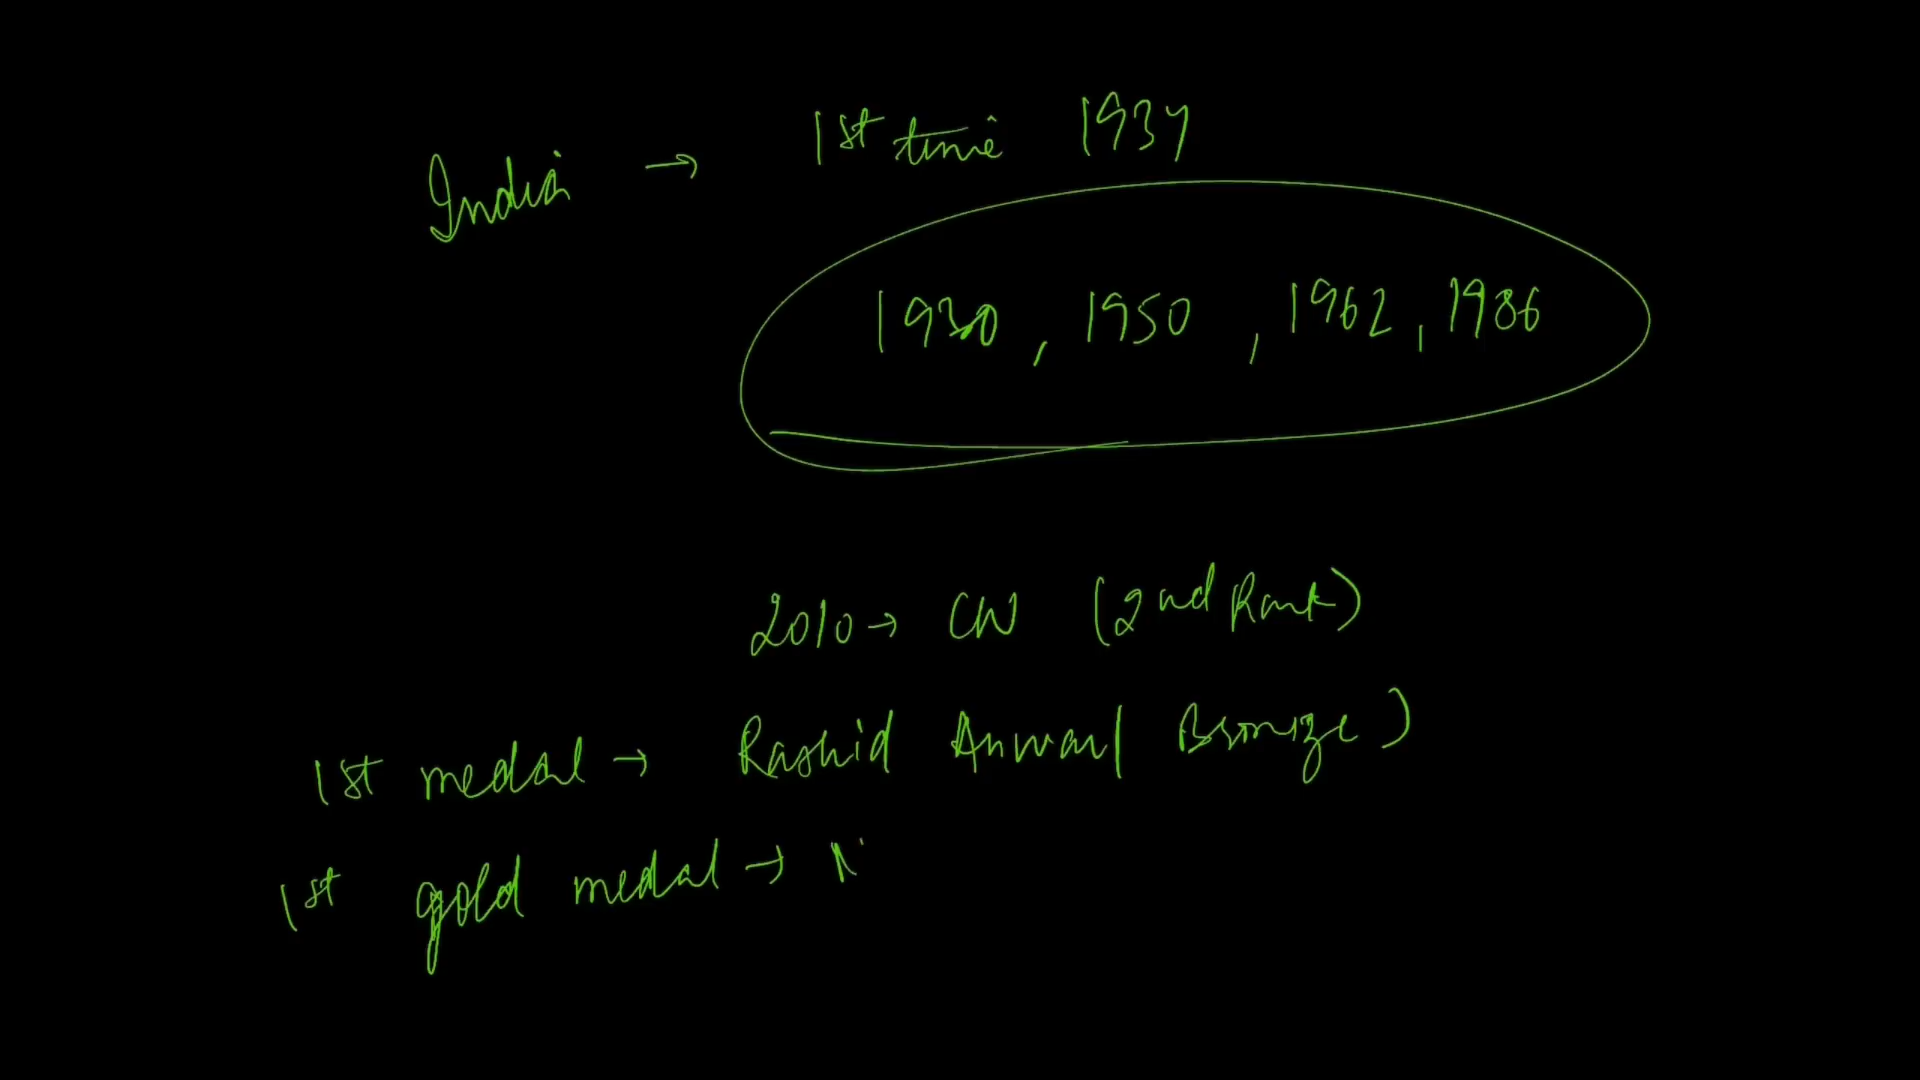 India → 1st time 1934
1930, 1950, 1962, 1986
2010 → CW (2nd Rank)
1st medal → Rashid Anwar (Bronze)
1st gold medal → N